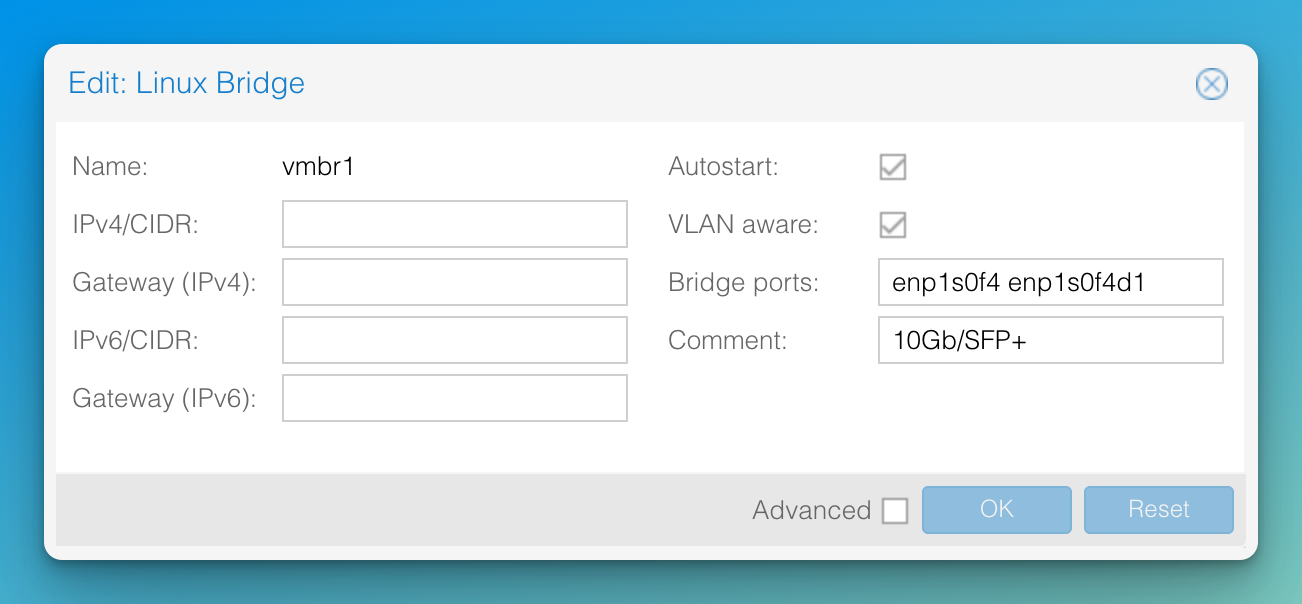 Edit: Linux Bridge
Name: vmbr1
IPv4/CIDR:
Gateway (IPv4):
IPv6/CIDR:
Gateway (IPv6):
Autostart:
VLAN aware:
Bridge ports: enp1s0f4 enp1s0f4d1
Comment: 10Gb/SFP+
Advanced OK Reset